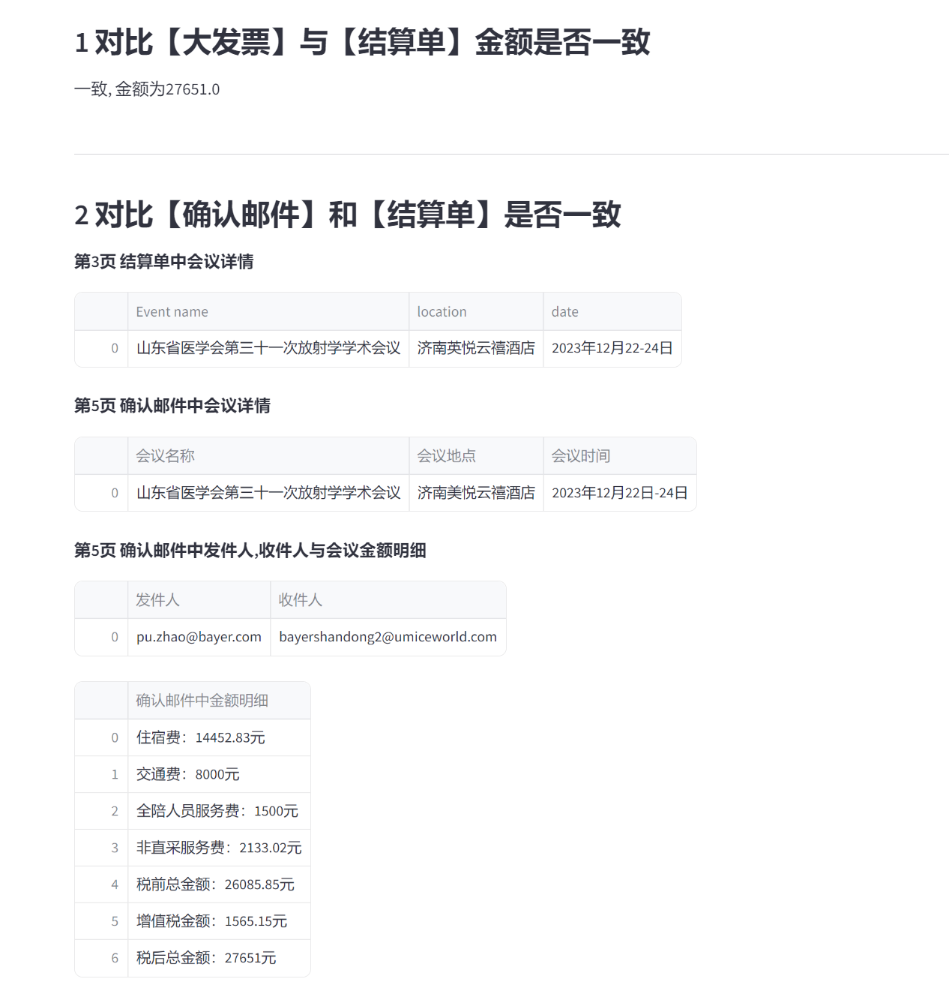 1 对比【大发票】与【结算单】金额是否一致
一致, 金额为27651.0
2 对比【确认邮件】和【结算单】是否一致
第3页 结算单中会议详情
Event name location date
0 山东省医学会第三十一次放射学学术会议 济南英悦云禧酒店 2023年12月22-24日
第5页 确认邮件中会议详情
会议名称 会议地点 会议时间
0 山东省医学会第三十一次放射学学术会议 济南美悦云禧酒店 2023年12月22日-24日
第5页 确认邮件中发件人,收件人与会议金额明细
发件人 收件人
0 pu.zhao@bayer.com bayershandong2@umiceworld.com
确认邮件中金额明细
0 住宿费：14452.83元
1 交通费：8000元
2 全陪人员服务费：1500元
3 非直采服务费：2133.02元
4 税前总金额：26085.85元
5 增值税金额：1565.15元
6 税后总金额：27651元